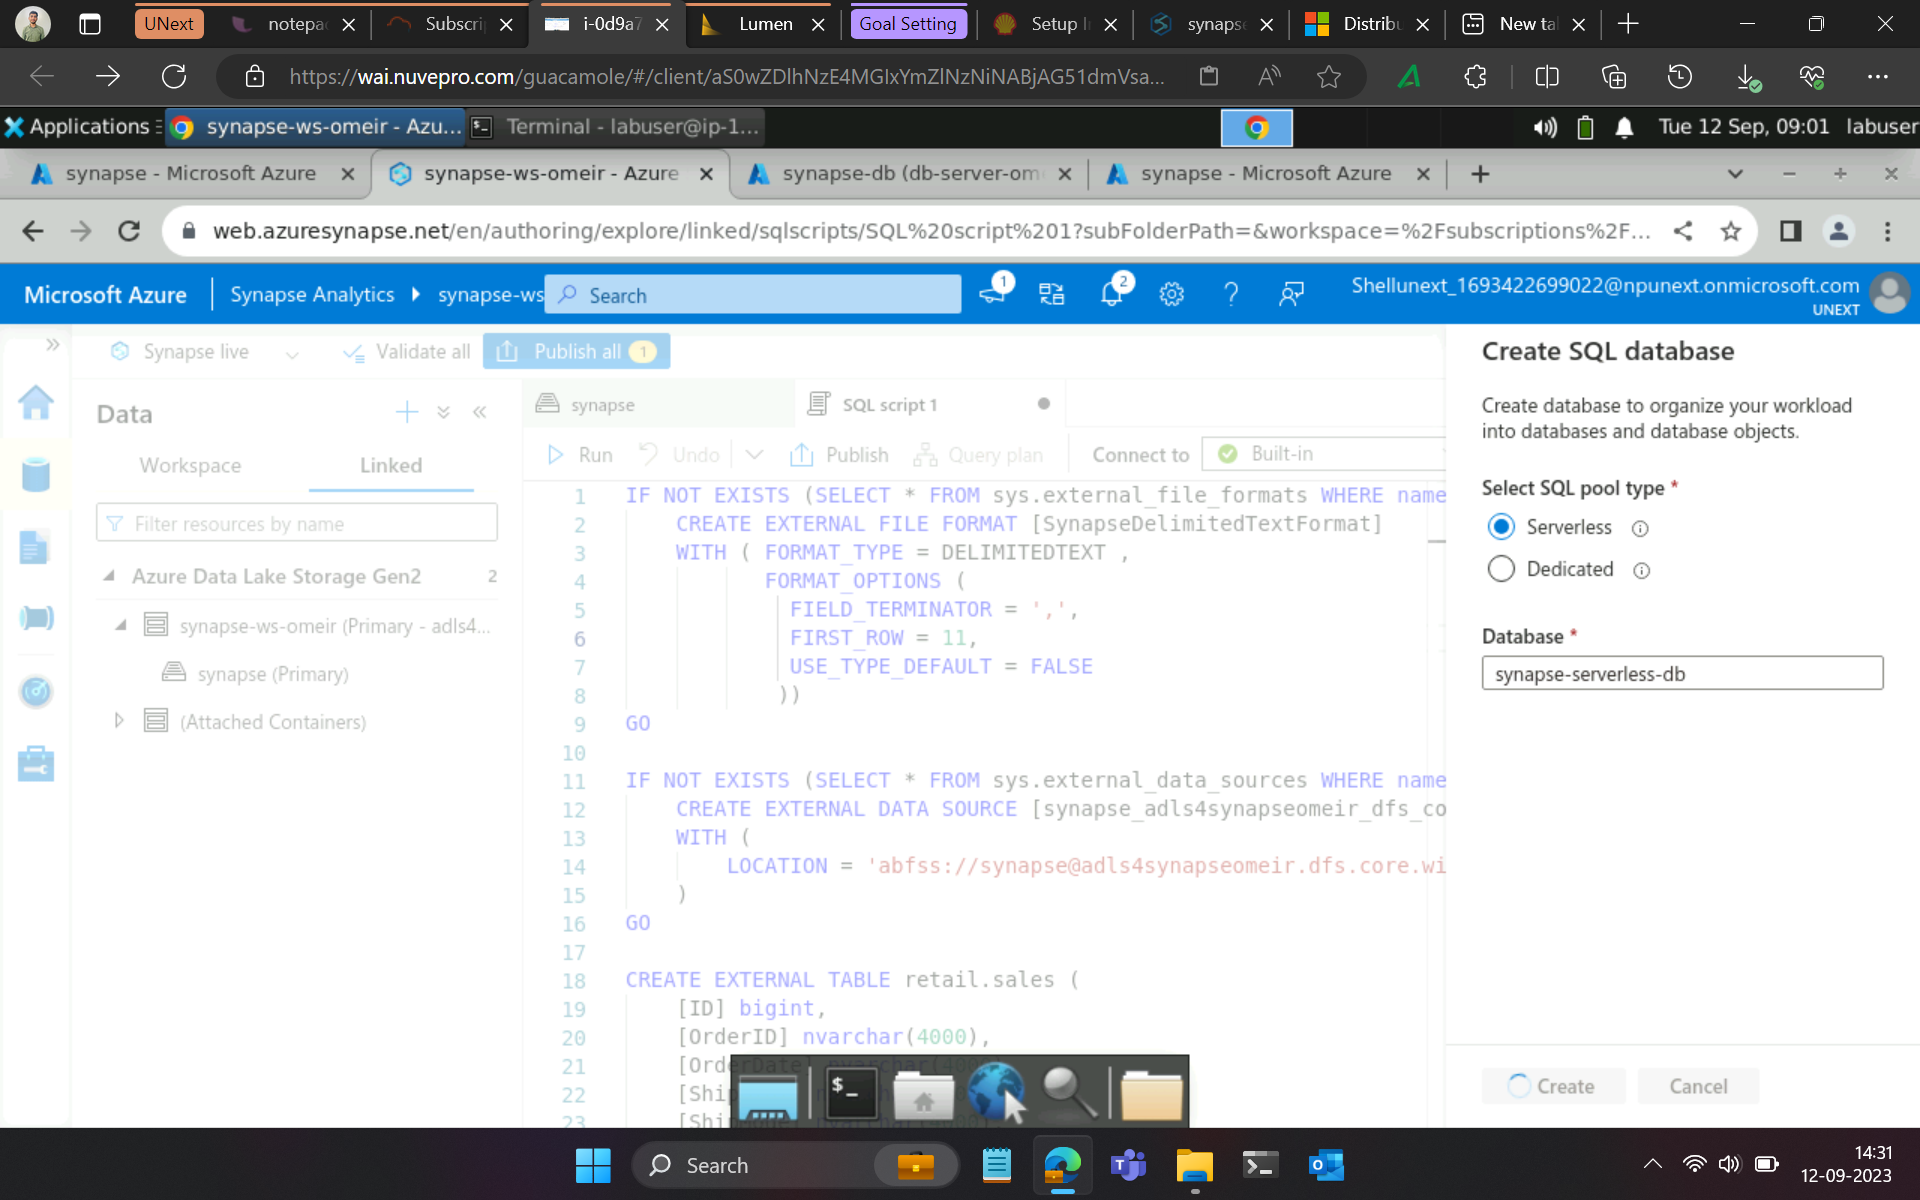 UNext
notepa
Subscri
i-0d9a7
Lumen
Goal Setting
Setup I
synaps
Distribu
New ta
https://wai.nuvepro.com/guacamole/#/client/aS0wZDlhNzE4MGIxYmZlNzNiNABjAG51dmVsa...
Applications
synapse-ws-omeir - Azu...
Terminal - labuser@ip-1...
Tue 12 Sep, 09:01
labuser
synapse - Microsoft Azure
synapse-ws-omeir - Azure
synapse-db (db-server-om
synapse - Microsoft Azure
web.azuresynapse.net/en/authoring/explore/linked/sqlscripts/SQL%20script%201?subFolderPath=&workspace=%2Fsubscriptions%2F...
Microsoft Azure
Synapse Analytics
synapse-ws
Search
1
2
Shellunext_1693422699022@npunext.onmicrosoft.com
UNEXT
Synapse live
Validate all
Publish all 1
Data
Workspace
Linked
Filter resources by name
Azure Data Lake Storage Gen2 2
synapse-ws-omeir (Primary - adls4...
synapse (Primary)
(Attached Containers)
synapse
SQL script 1
Run
Undo
Publish
Query plan
Connect to
Built-in
1 IF NOT EXISTS (SELECT * FROM sys.external_file_formats WHERE name
2 CREATE EXTERNAL FILE FORMAT [SynapseDelimitedTextFormat]
3 WITH ( FORMAT_TYPE = DELIMITEDTEXT ,
4 FORMAT_OPTIONS (
5 FIELD_TERMINATOR = ',',
6 FIRST_ROW = 11,
7 USE_TYPE_DEFAULT = FALSE
8 ))
9 GO
10
11 IF NOT EXISTS (SELECT * FROM sys.external_data_sources WHERE name
12 CREATE EXTERNAL DATA SOURCE [synapse_adls4synapseomeir_dfs_co
13 WITH (
14 LOCATION = 'abfss://synapse@adls4synapseomeir.dfs.core.wi
15 )
16 GO
17
18 CREATE EXTERNAL TABLE retail.sales (
19 [ID] bigint,
20 [OrderID] nvarchar(4000),
21 [OrderDate]
22 [Ship
23
Create SQL database
Create database to organize your workload
into databases and database objects.
Select SQL pool type *
Serverless
Dedicated
Database *
synapse-serverless-db
Create
Cancel
Search
14:31
12-09-2023